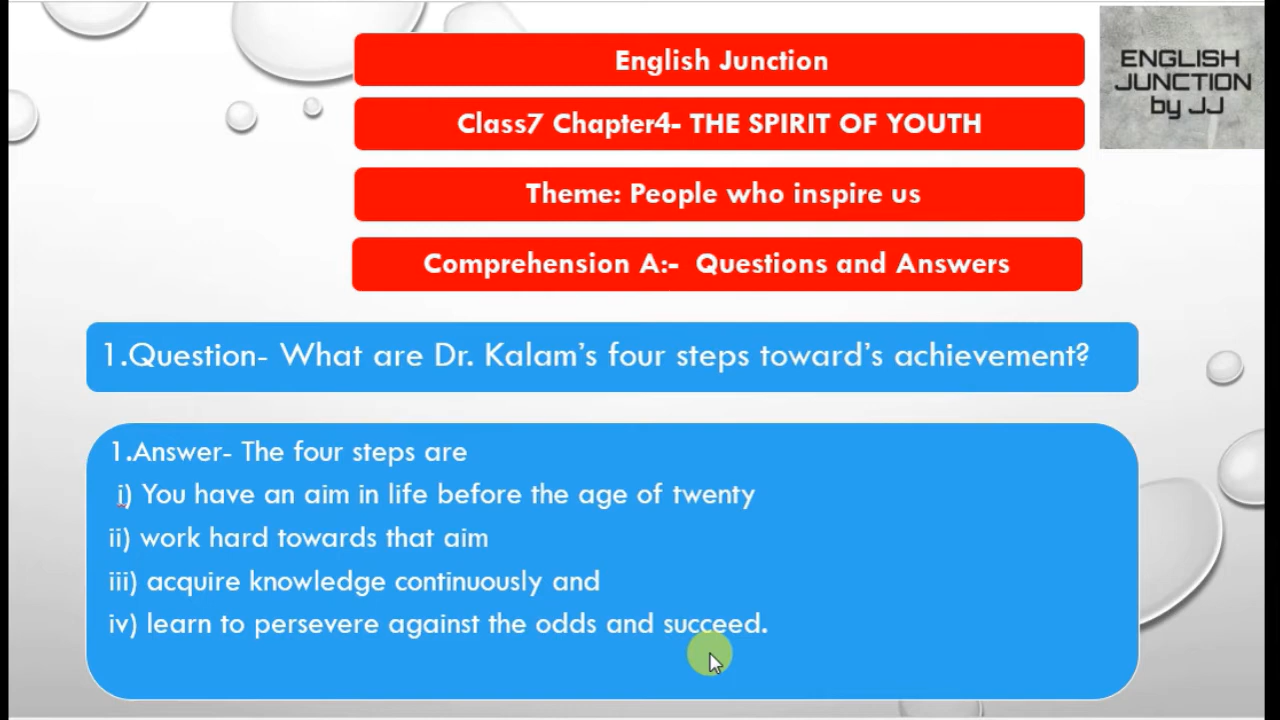 English Junction
ENGLISH
JUNCTION
by JJ
Class7 Chapter4- THE SPIRIT OF YOUTH
Theme: People who inspire us
Comprehension A:- Questions and Answers
1.Question- What are Dr. Kalam's four steps toward's achievement?
1.Answer- The four steps are
i) You have an aim in life before the age of twenty
ii) work hard towards that aim
iii) acquire knowledge continuously and
iv) learn to persevere against the odds and succeed.